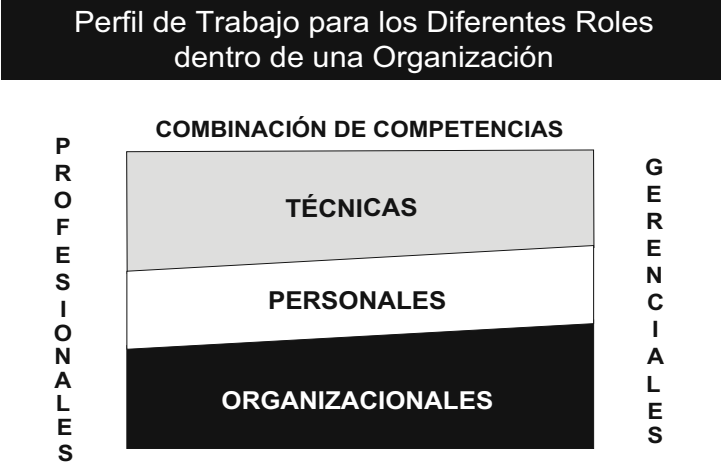 Perfil de Trabajo para los Diferentes Roles
dentro de una Organización
COMBINACIÓN DE COMPETENCIAS
PROFESIONALES
TÉCNICAS
PERSONALES
ORGANIZACIONALES
GERENCIALES